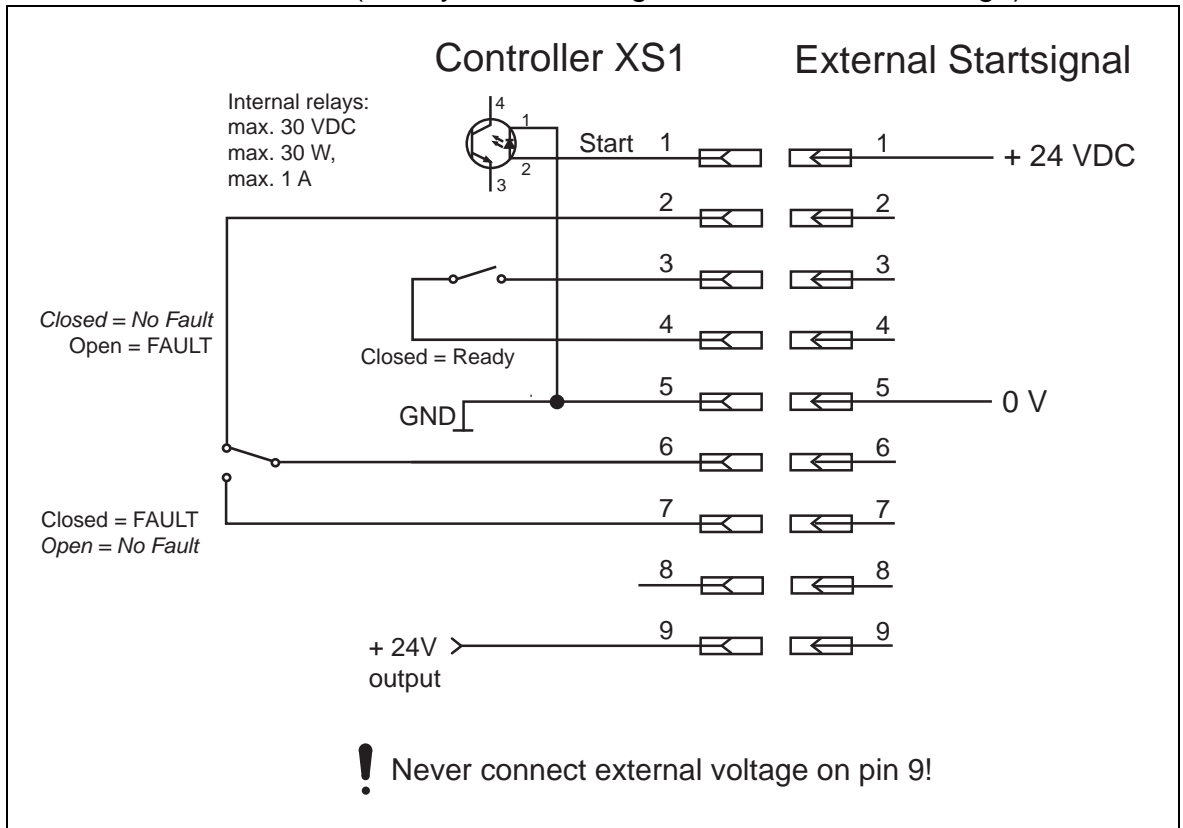 Controller XS1
External Startsignal
Internal relays:
max. 30 VDC
max. 30 W,
max. 1 A
4
1
2
3
Start 1
1
+ 24 VDC
2
2
3
3
4
4
Closed = No Fault
Open = FAULT
Closed = Ready
5
5
0 V
GND
6
6
7
7
Closed = FAULT
Open = No Fault
8
8
9
9
+ 24V
output
! Never connect external voltage on pin 9!